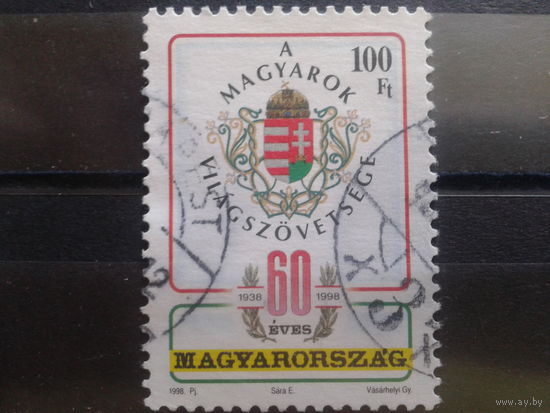 A MAGYAROK VILÁGSZÖVETSÉGE
100
Ft
60
1938 1998
ÉVES
MAGYARORSZÁG
1998. Pj. Sára E. Vásárhelyi Gy.
www.ay.by